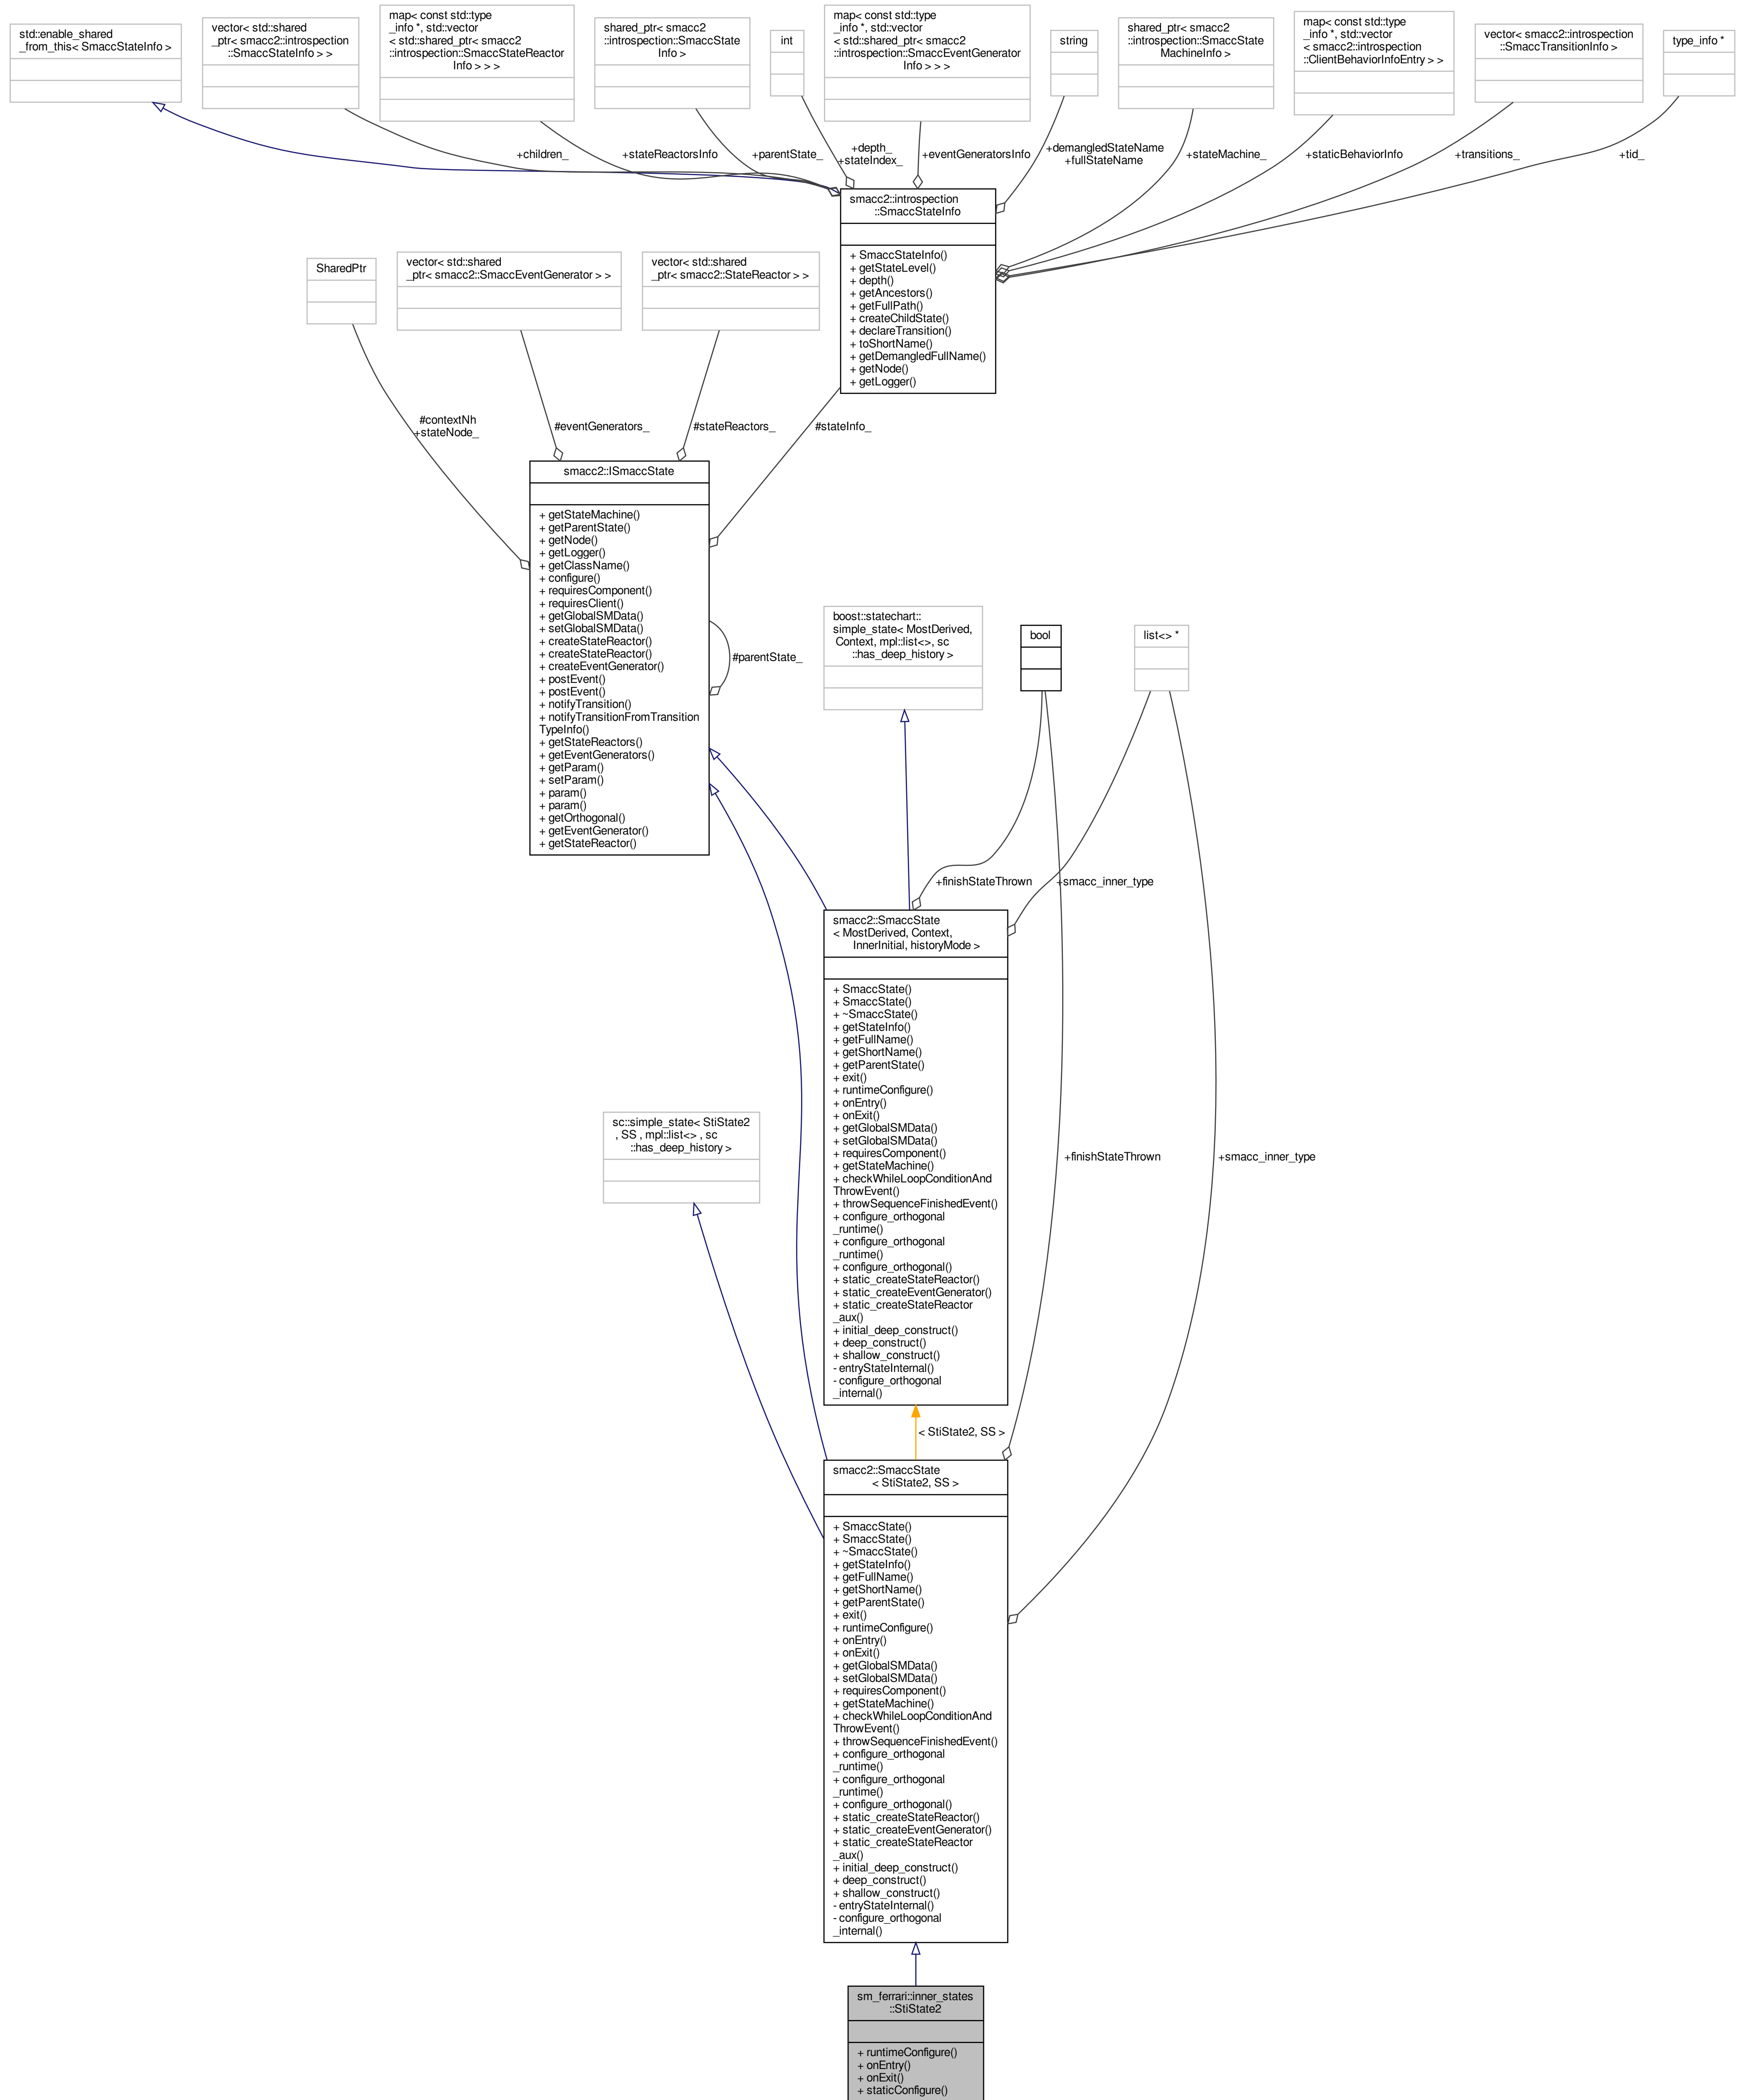 std::enable_shared
_from_this< SmaccStateInfo >
vector< std::shared
_ptr< smacc2::introspection
::SmaccStateInfo > >
map< const std::type
_info *, std::vector
< std::shared_ptr< smacc2
::introspection::SmaccStateReactor
Info > > >
shared_ptr< smacc2
::introspection::SmaccState
Info >
int
map< const std::type
_info *, std::vector
< std::shared_ptr< smacc2
::introspection::SmaccEventGenerator
Info > > >
string
shared_ptr< smacc2
::introspection::SmaccState
MachineInfo >
map< const std::type
_info *, std::vector
< smacc2::introspection
::ClientBehaviorInfoEntry > >
vector< smacc2::introspection
::SmaccTransitionInfo >
type_info *
+children_
+stateReactorsInfo
+parentState_
+depth_
+stateIndex_
+eventGeneratorsInfo
+demangledStateName
+fullStateName
+stateMachine_
+staticBehaviorInfo
+transitions_
+tid_
smacc2::introspection
::SmaccStateInfo
+ SmaccStateInfo()
+ getStateLevel()
+ depth()
+ getAncestors()
+ getFullPath()
+ createChildState()
+ declareTransition()
+ toShortName()
+ getDemangledFullName()
+ getNode()
+ getLogger()
SharedPtr
vector< std::shared
_ptr< smacc2::SmaccEventGenerator > >
vector< std::shared
_ptr< smacc2::StateReactor > >
#contextNh
+stateNode_
#eventGenerators_
#stateReactors_
#stateInfo_
smacc2::ISmaccState
+ getStateMachine()
+ getParentState()
+ getNode()
+ getLogger()
+ getClassName()
+ configure()
+ requiresComponent()
+ requiresClient()
+ getGlobalSMData()
+ setGlobalSMData()
+ createStateReactor()
+ createStateReactor()
+ createEventGenerator()
+ postEvent()
+ postEvent()
+ notifyTransition()
+ notifyTransitionFromTransition
TypeInfo()
+ getStateReactors()
+ getEventGenerators()
+ getParam()
+ setParam()
+ param()
+ param()
+ getOrthogonal()
+ getEventGenerator()
+ getStateReactor()
#parentState_
boost::statechart::
simple_state< MostDerived,
Context, mpl::list<>, sc
::has_deep_history >
bool
list<> *
+finishStateThrown
+smacc_inner_type
smacc2::SmaccState
< MostDerived, Context,
InnerInitial, historyMode >
+ SmaccState()
+ SmaccState()
+ ~SmaccState()
+ getStateInfo()
+ getFullName()
+ getShortName()
+ getParentState()
+ exit()
+ runtimeConfigure()
+ onEntry()
+ onExit()
+ getGlobalSMData()
+ setGlobalSMData()
+ requiresComponent()
+ getStateMachine()
+ checkWhileLoopConditionAnd
ThrowEvent()
+ throwSequenceFinishedEvent()
+ configure_orthogonal
_runtime()
+ configure_orthogonal
_runtime()
+ configure_orthogonal()
+ static_createStateReactor()
+ static_createEventGenerator()
+ static_createStateReactor
_aux()
+ initial_deep_construct()
+ deep_construct()
+ shallow_construct()
- entryStateInternal()
- configure_orthogonal
_internal()
sc::simple_state< StiState2
, SS , mpl::list<> , sc
::has_deep_history >
+finishStateThrown
+smacc_inner_type
< StiState2, SS >
smacc2::SmaccState
< StiState2, SS >
+ SmaccState()
+ SmaccState()
+ ~SmaccState()
+ getStateInfo()
+ getFullName()
+ getShortName()
+ getParentState()
+ exit()
+ runtimeConfigure()
+ onEntry()
+ onExit()
+ getGlobalSMData()
+ setGlobalSMData()
+ requiresComponent()
+ getStateMachine()
+ checkWhileLoopConditionAnd
ThrowEvent()
+ throwSequenceFinishedEvent()
+ configure_orthogonal
_runtime()
+ configure_orthogonal
_runtime()
+ configure_orthogonal()
+ static_createStateReactor()
+ static_createEventGenerator()
+ static_createStateReactor
_aux()
+ initial_deep_construct()
+ deep_construct()
+ shallow_construct()
- entryStateInternal()
- configure_orthogonal
_internal()
sm_ferrari::inner_states
::StiState2
+ runtimeConfigure()
+ onEntry()
+ onExit()
+ staticConfigure()